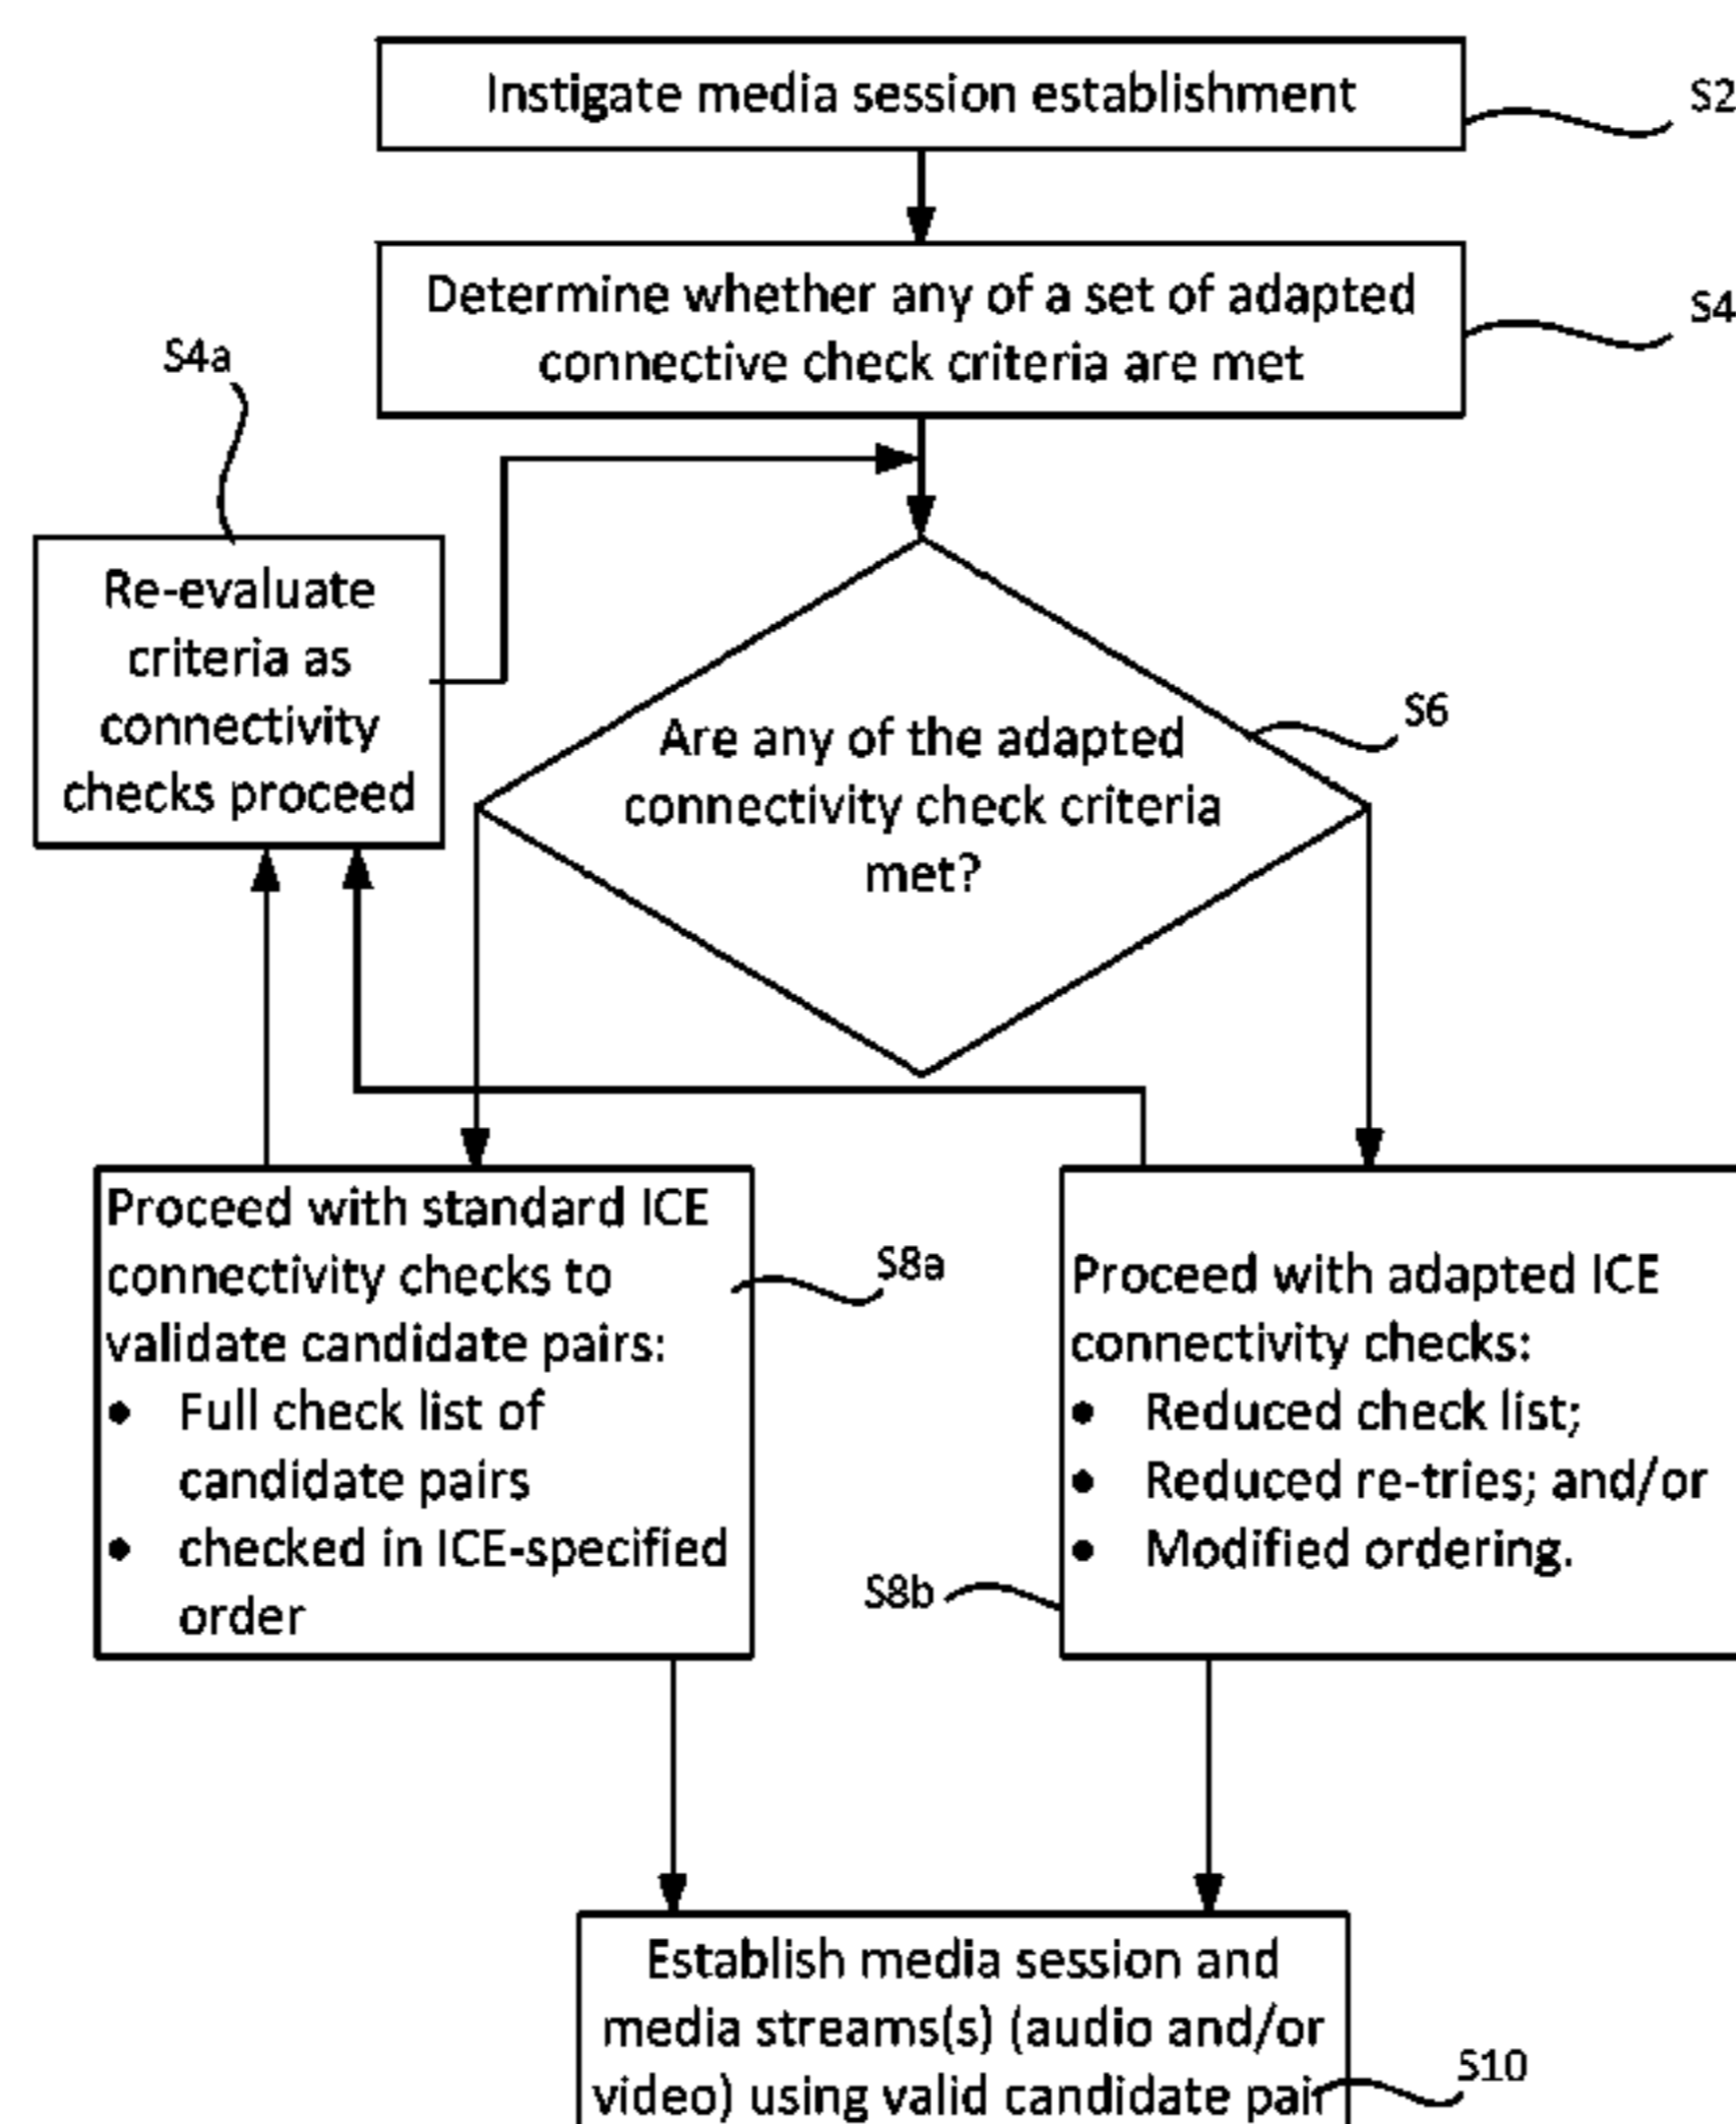 Instigate media session establishment
S2
Determine whether any of a set of adapted
connective check criteria are met
S4
S4a
Re-evaluate
criteria as
connectivity
checks proceed
Are any of the adapted
connectivity check criteria
met?
S6
Proceed with standard ICE
connectivity checks to
validate candidate pairs:
• Full check list of
candidate pairs
• checked in ICE-specified
order
S8a
Proceed with adapted ICE
connectivity checks:
• Reduced check list;
• Reduced re-tries; and/or
• Modified ordering.
S8b
Establish media session and
media streams(s) (audio and/or
video) using valid candidate pair
S10